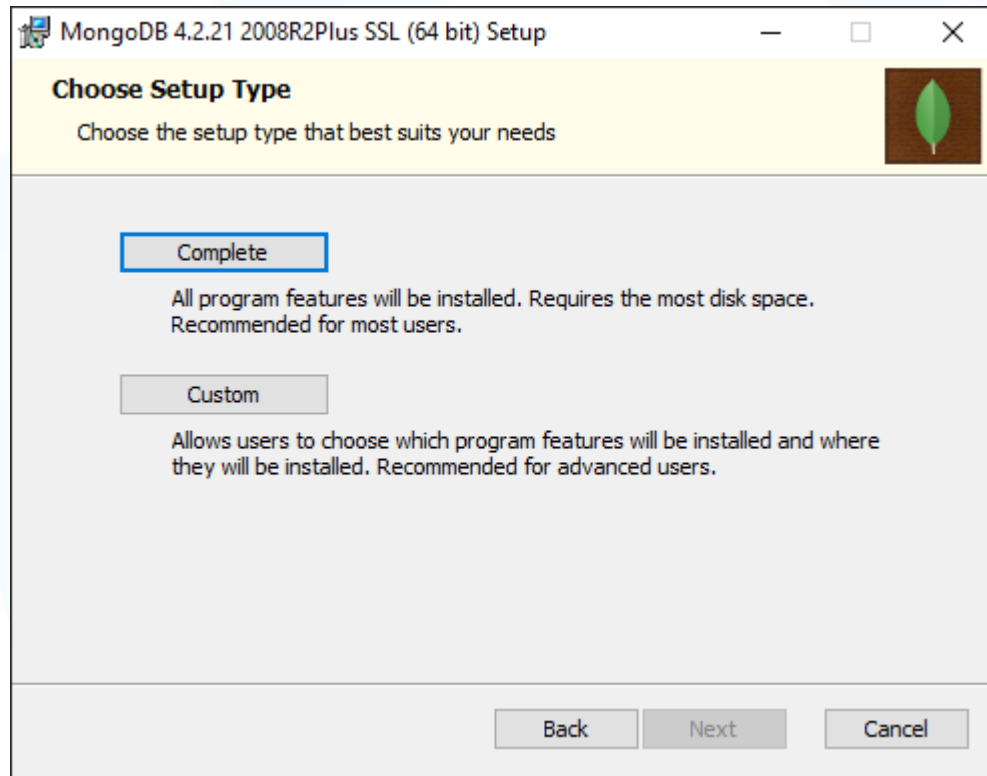 MongoDB 4.2.21 2008R2Plus SSL (64 bit) Setup
Choose Setup Type
Choose the setup type that best suits your needs
Complete
All program features will be installed. Requires the most disk space.
Recommended for most users.
Custom
Allows users to choose which program features will be installed and where
they will be installed. Recommended for advanced users.
Back Next Cancel